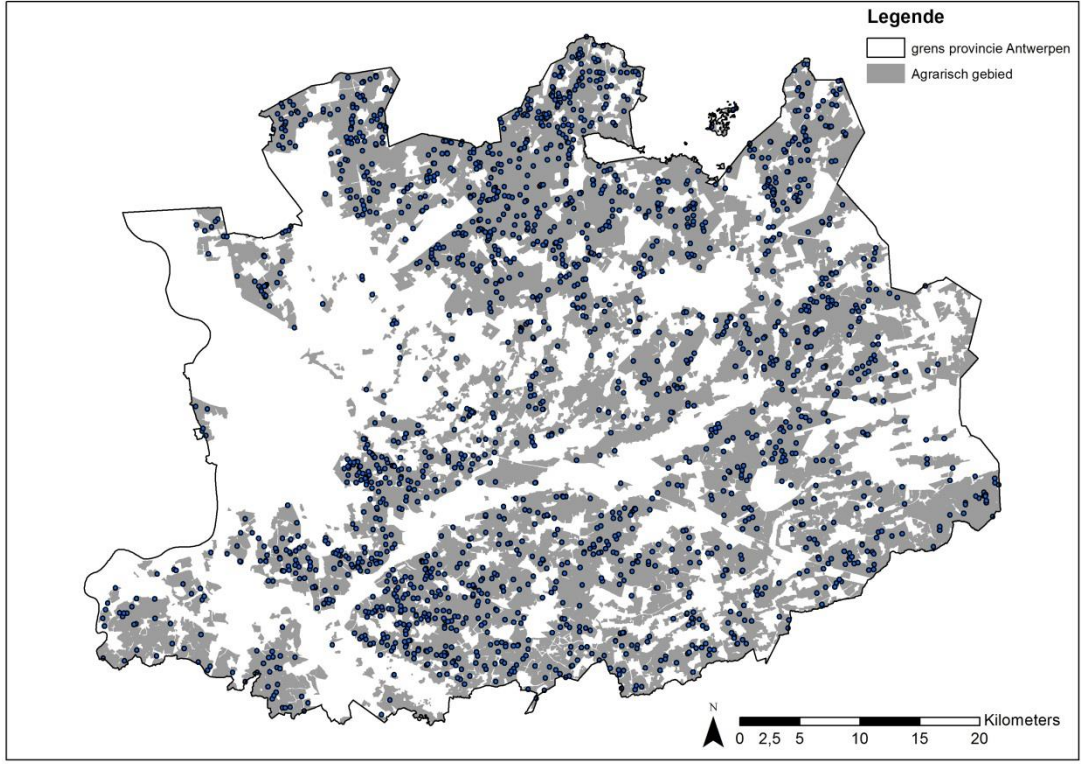 Legende
grens provincie Antwerpen
Agrarisch gebied
N
Kilometers
0 2,5 5 10 15 20